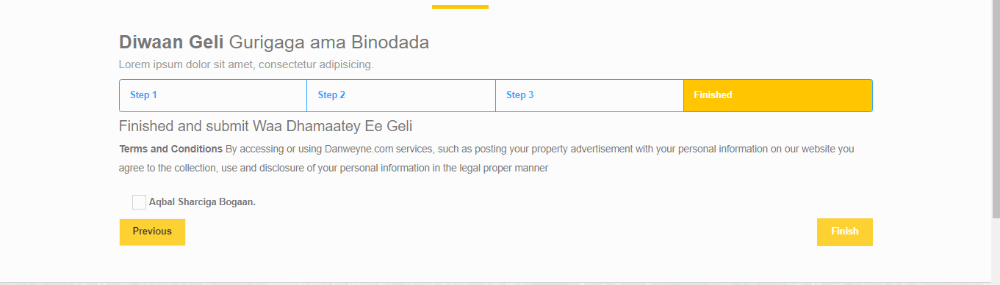 Diwaan Geli Gurigaga ama Binodada
Lorem ipsum dolor sit amet, consectetur adipisicing.
Step 1 Step 2 Step 3 Finished
Finished and submit Waa Dhamaatey Ee Geli
Terms and Conditions By accessing or using Danweyne.com services, such as posting your property advertisement with your personal information on our website you
agree to the collection, use and disclosure of your personal information in the legal proper manner
Aqbal Sharciga Bogaan.
Previous Finish